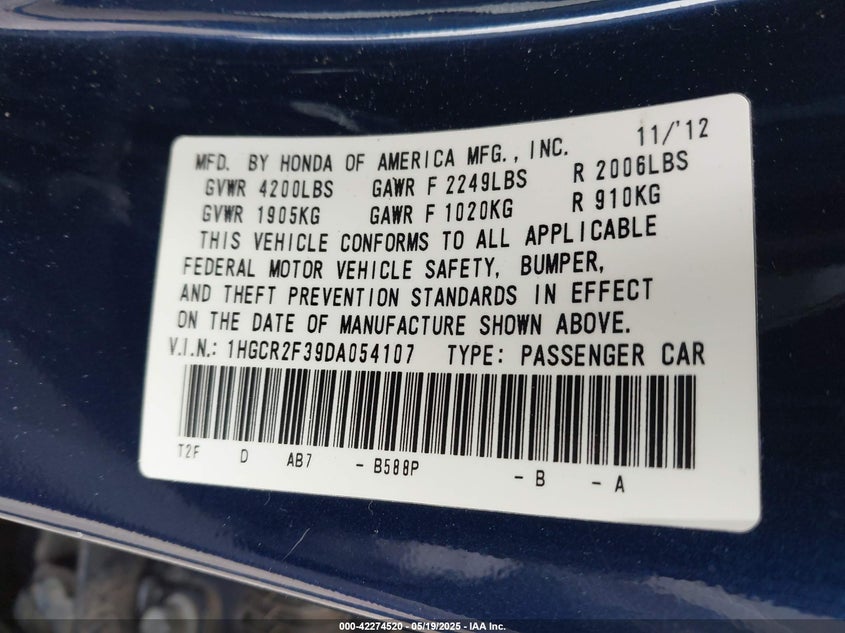 MFD. BY HONDA OF AMERICA MFG., INC. 11/'12
GVWR 4200LBS GAWR F 2249LBS R 2006LBS
GVWR 1905KG GAWR F 1020KG R 910KG
THIS VEHICLE CONFORMS TO ALL APPLICABLE
FEDERAL MOTOR VEHICLE SAFETY, BUMPER,
AND THEFT PREVENTION STANDARDS IN EFFECT
ON THE DATE OF MANUFACTURE SHOWN ABOVE.
V.I.N.: 1HGCR2F39DA054107 TYPE: PASSENGER CAR
T2F D AB7 - B588P - B - A
000-42274520 — 05/19/2025 — IAA Inc.